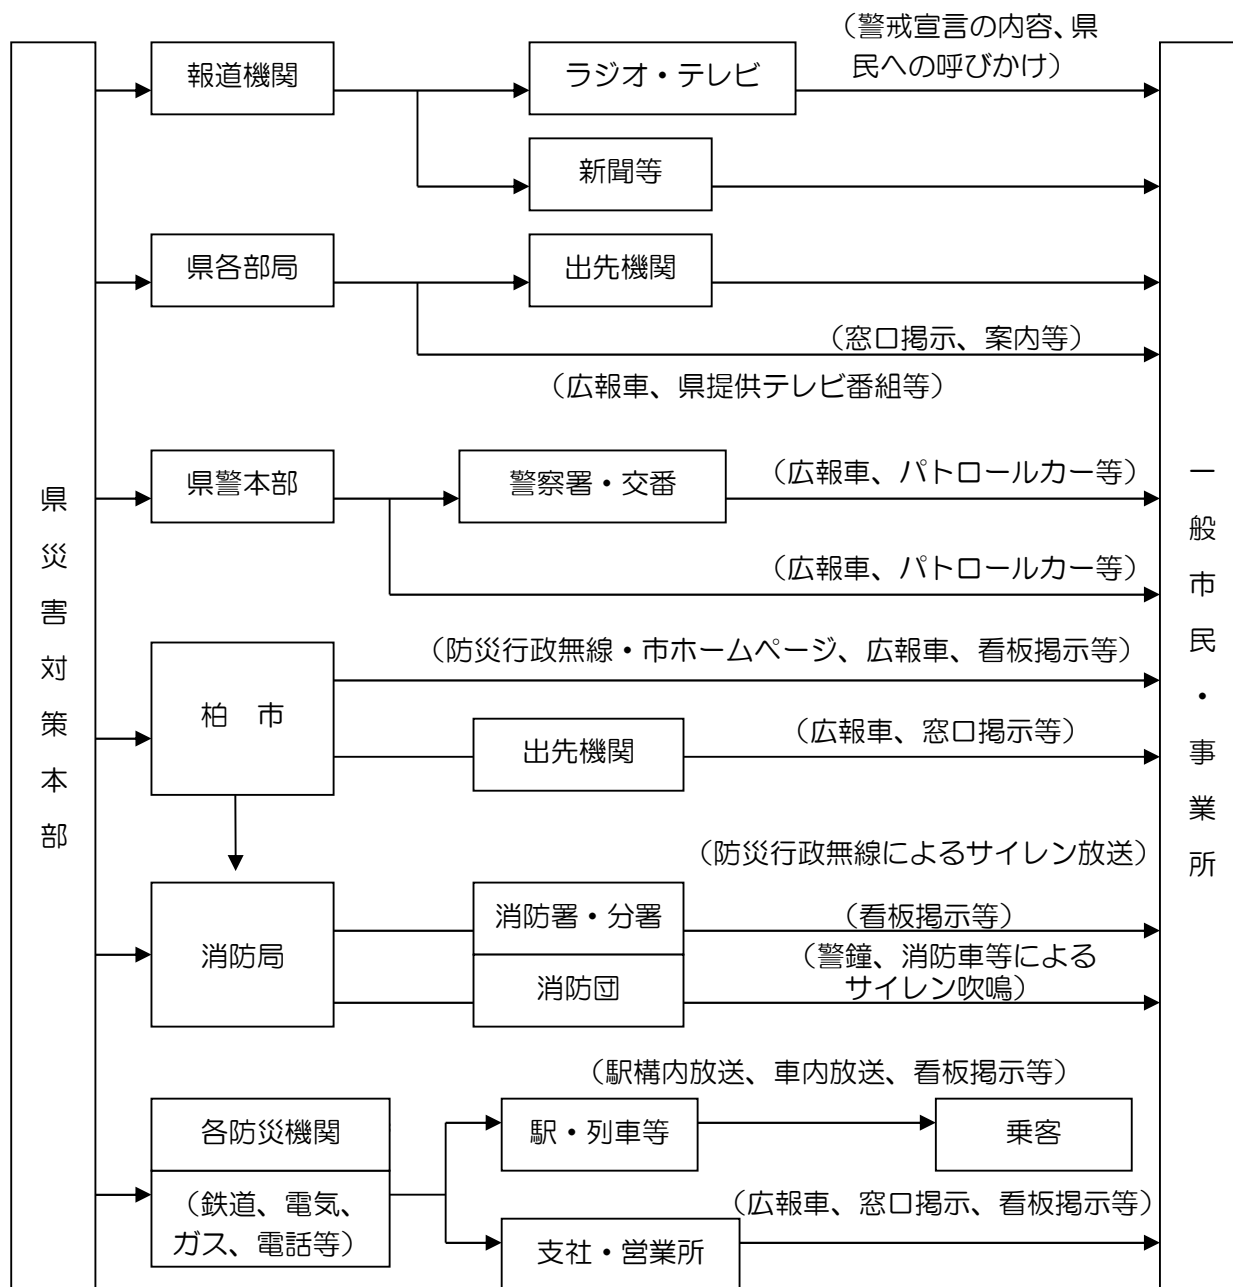 （警戒宣言の内容、県
民への呼びかけ）
報道機関
ラジオ・テレビ
新聞等
県各部局
出先機関
（窓口掲示、案内等）
（広報車、県提供テレビ番組等）
県警本部
警察署・交番
（広報車、パトロールカー等）
（広報車、パトロールカー等）
県災害対策本部
一般市民・事業所
（防災行政無線・市ホームページ、広報車、看板掲示等）
柏　市
出先機関
（広報車、窓口掲示等）
（防災行政無線によるサイレン放送）
消防局
消防署・分署
（看板掲示等）
消防団
（警鐘、消防車等による
サイレン吹鳴）
（駅構内放送、車内放送、看板掲示等）
各防災機関
駅・列車等
乗客
（鉄道、電気、
ガス、電話等）
（広報車、窓口掲示、看板掲示等）
支社・営業所